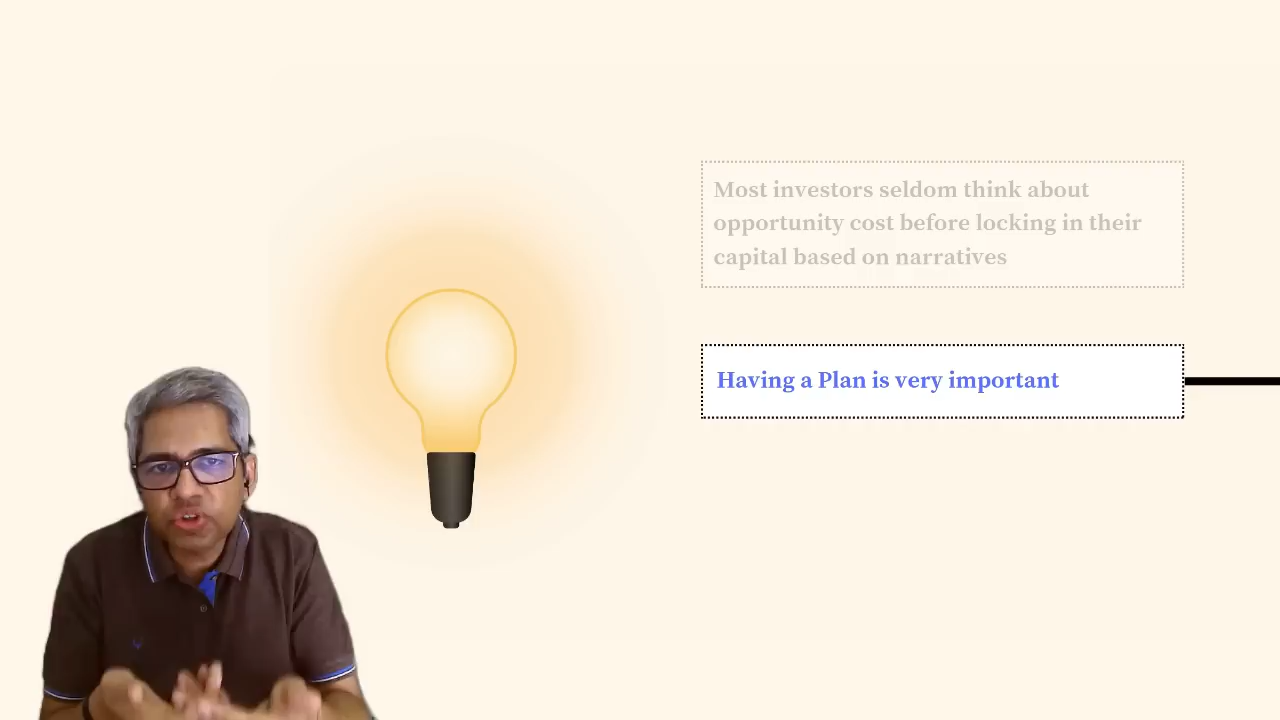 Most investors seldom think about
opportunity cost before locking in their
capital based on narratives
Having a Plan is very important